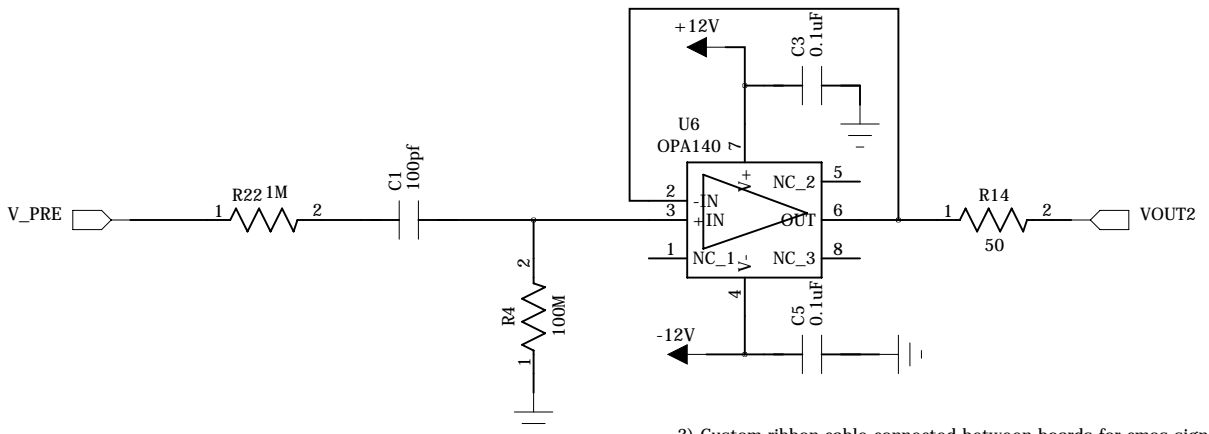 +12V
C3
0.1uF
U6
OPA140
7
V+
R22
1M
C1
100pf
2
-IN
NC_2
5
R14
V_PRE
1
2
3
+IN
OUT
6
1
2
VOUT2
50
1
NC_1
V-
NC_3
8
2
R4
100M
1
4
C5
0.1uF
-12V